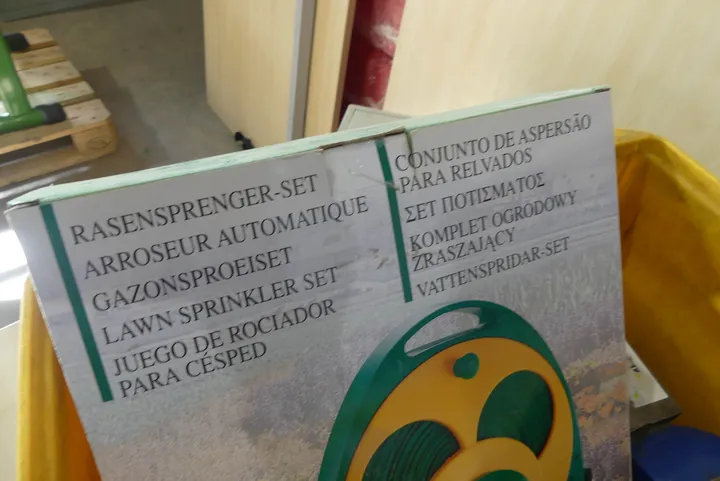 RASENSPRENGER-SET
ARROSEUR AUTOMATIQUE
GAZONSPROEISET
LAWN SPRINKLER SET
JUEGO DE ROCIADOR
PARA CÉSPED
CONJUNTO DE ASPERSÃO
PARA RELVADOS
ΣΕΤ ΠΟΤΙΣΜΑΤΟΣ
KOMPLET OGRODOWY
ZRASZAJĄCY
VATTENSPRIDAR-SET